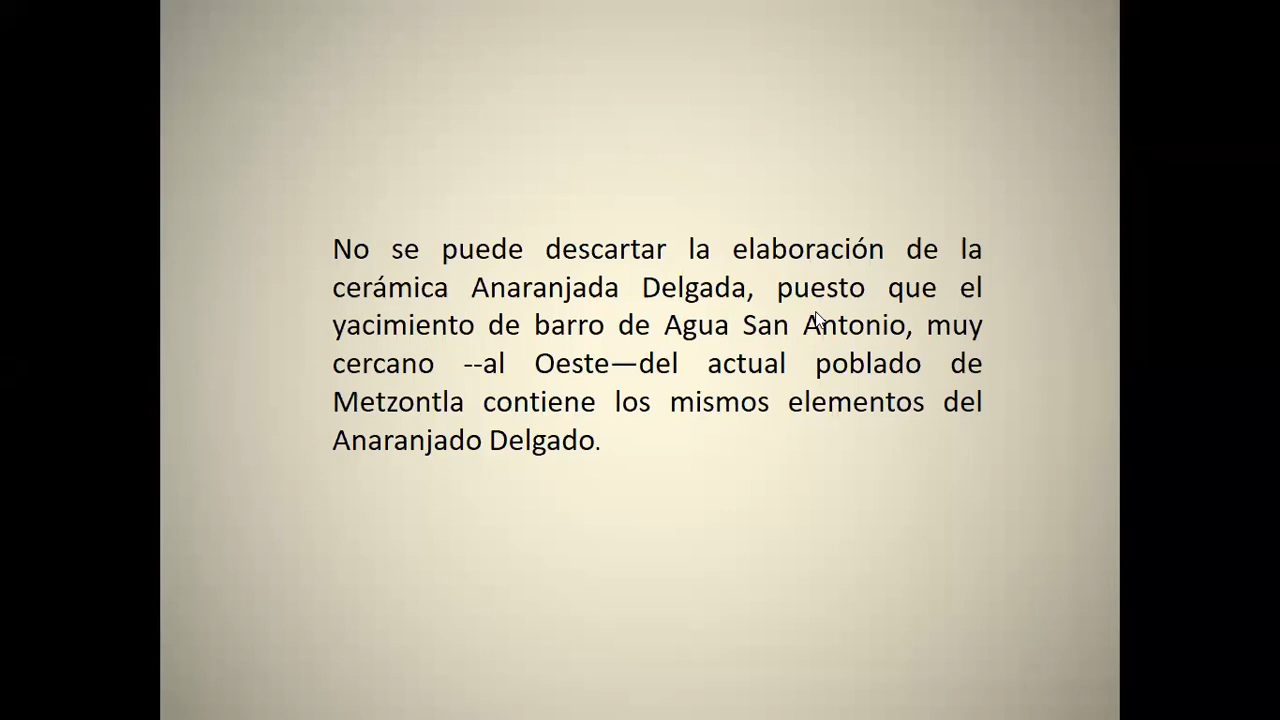 No se puede descartar la elaboración de la
cerámica Anaranjada Delgada, puesto que el
yacimiento de barro de Agua San Antonio, muy
cercano --al Oeste—del actual poblado de
Metzontla contiene los mismos elementos del
Anaranjado Delgado.